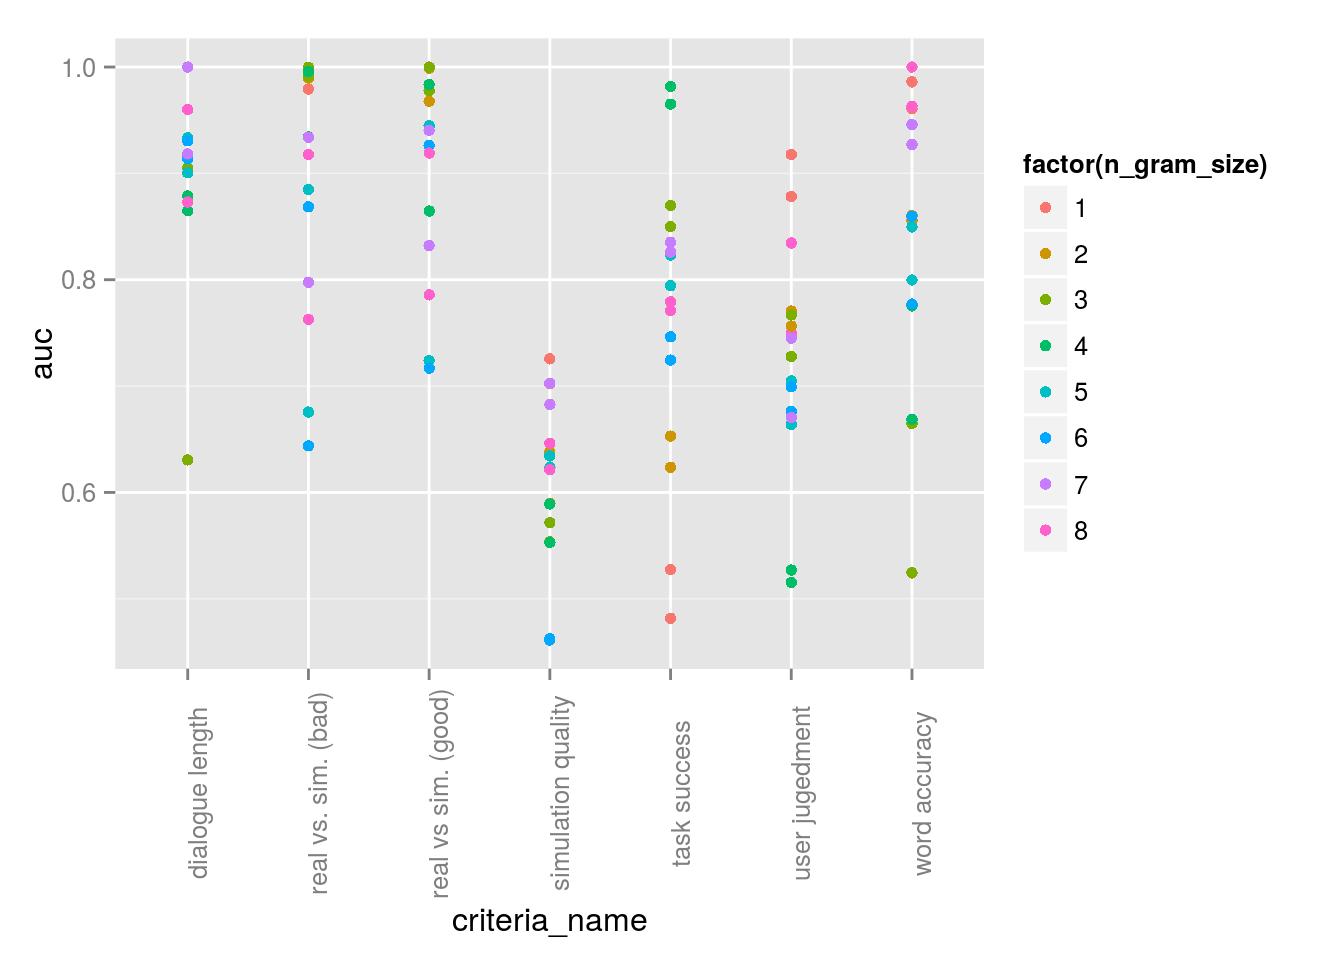 1.0
0.8
0.6
auc
dialogue length
real vs. sim. (bad)
real vs sim. (good)
simulation quality
task success
user jugedment
word accuracy
criteria_name
factor(n_gram_size)
1
2
3
4
5
6
7
8